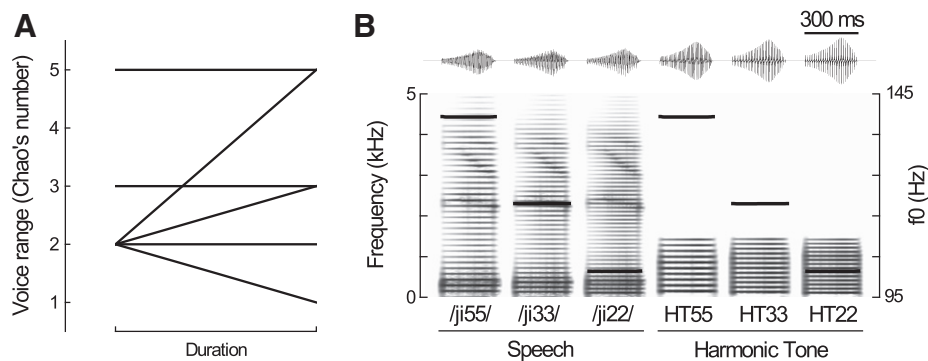 A
Voice range (Chao's number)
5
4
3
2
1
Duration
B
300 ms
Frequency (kHz)
5
0
145
95
f0 (Hz)
/ji55/ /ji33/ /ji22/ HT55 HT33 HT22
Speech Harmonic Tone